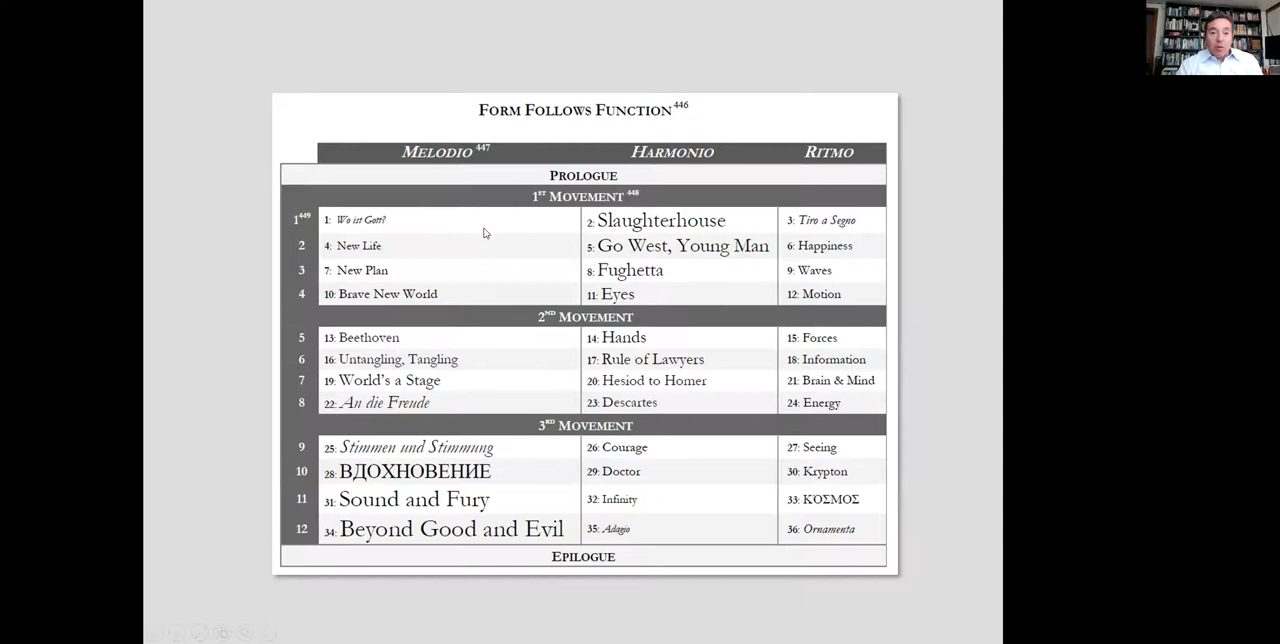 FORM FOLLOWS FUNCTION 446
MELODIO 447 HARMONIO RITMO
PROLOGUE
1ST MOVEMENT 448
1 449 1: Wo ist Gott? 2: Slaughterhouse 3: Tiro a Segno
2 4: New Life 5: Go West, Young Man 6: Happiness
3 7: New Plan 8: Fughetta 9: Waves
4 10: Brave New World 11: Eyes 12: Motion
2ND MOVEMENT
5 13: Beethoven 14: Hands 15: Forces
6 16: Untangling, Tangling 17: Rule of Lawyers 18: Information
7 19: World's a Stage 20: Hesiod to Homer 21: Brain & Mind
8 22: An die Freude 23: Descartes 24: Energy
3RD MOVEMENT
9 25: Stimmen und Stimmung 26: Courage 27: Seeing
10 28: ВДОХНОВЕНИЕ 29: Doctor 30: Krypton
11 31: Sound and Fury 32: Infinity 33: ΚΌΣΜΟΣ
12 34: Beyond Good and Evil 35: Adagio 36: Ornamenta
EPILOGUE